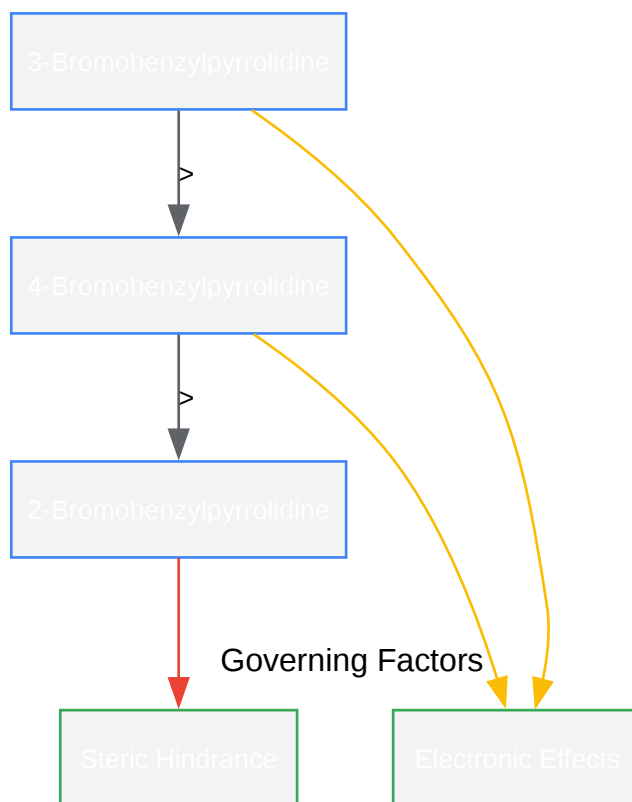 3-Bromobenzylpyrrolidine
>
4-Bromobenzylpyrrolidine
>
2-Bromobenzylpyrrolidine
Governing Factors
Steric Hindrance
Electronic Effects